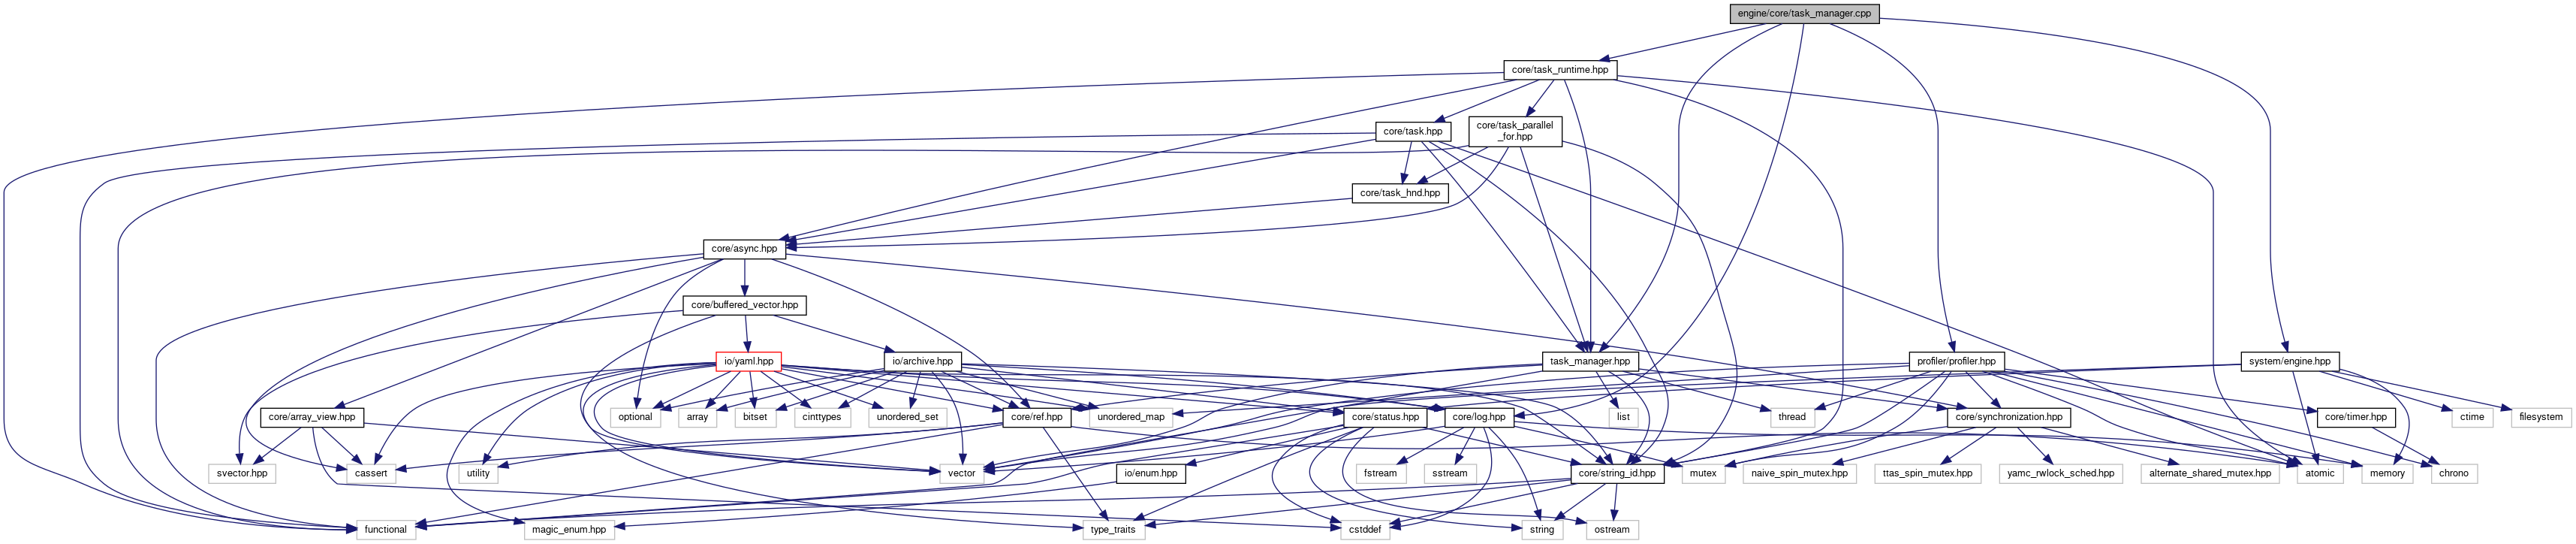 engine/core/task_manager.cpp
core/task_runtime.hpp
core/task.hpp
core/task_parallel
_for.hpp
core/task_hnd.hpp
core/async.hpp
core/buffered_vector.hpp
io/yaml.hpp
io/archive.hpp
task_manager.hpp
profiler/profiler.hpp
system/engine.hpp
core/array_view.hpp
optional
array
bitset
cinttypes
unordered_set
core/ref.hpp
unordered_map
core/status.hpp
core/log.hpp
list
thread
core/synchronization.hpp
core/timer.hpp
ctime
filesystem
svector.hpp
cassert
utility
vector
io/enum.hpp
fstream
sstream
core/string_id.hpp
mutex
naive_spin_mutex.hpp
ttas_spin_mutex.hpp
yamc_rwlock_sched.hpp
alternate_shared_mutex.hpp
atomic
memory
chrono
functional
magic_enum.hpp
type_traits
cstddef
string
ostream